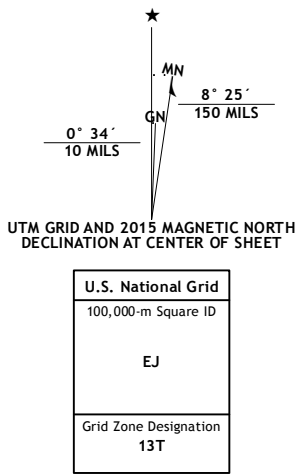 MN
8° 25´
150 MILS
GN
0° 34´
10 MILS
UTM GRID AND 2015 MAGNETIC NORTH
DECLINATION AT CENTER OF SHEET
U.S. National Grid
100,000-m Square ID
EJ
Grid Zone Designation
13T